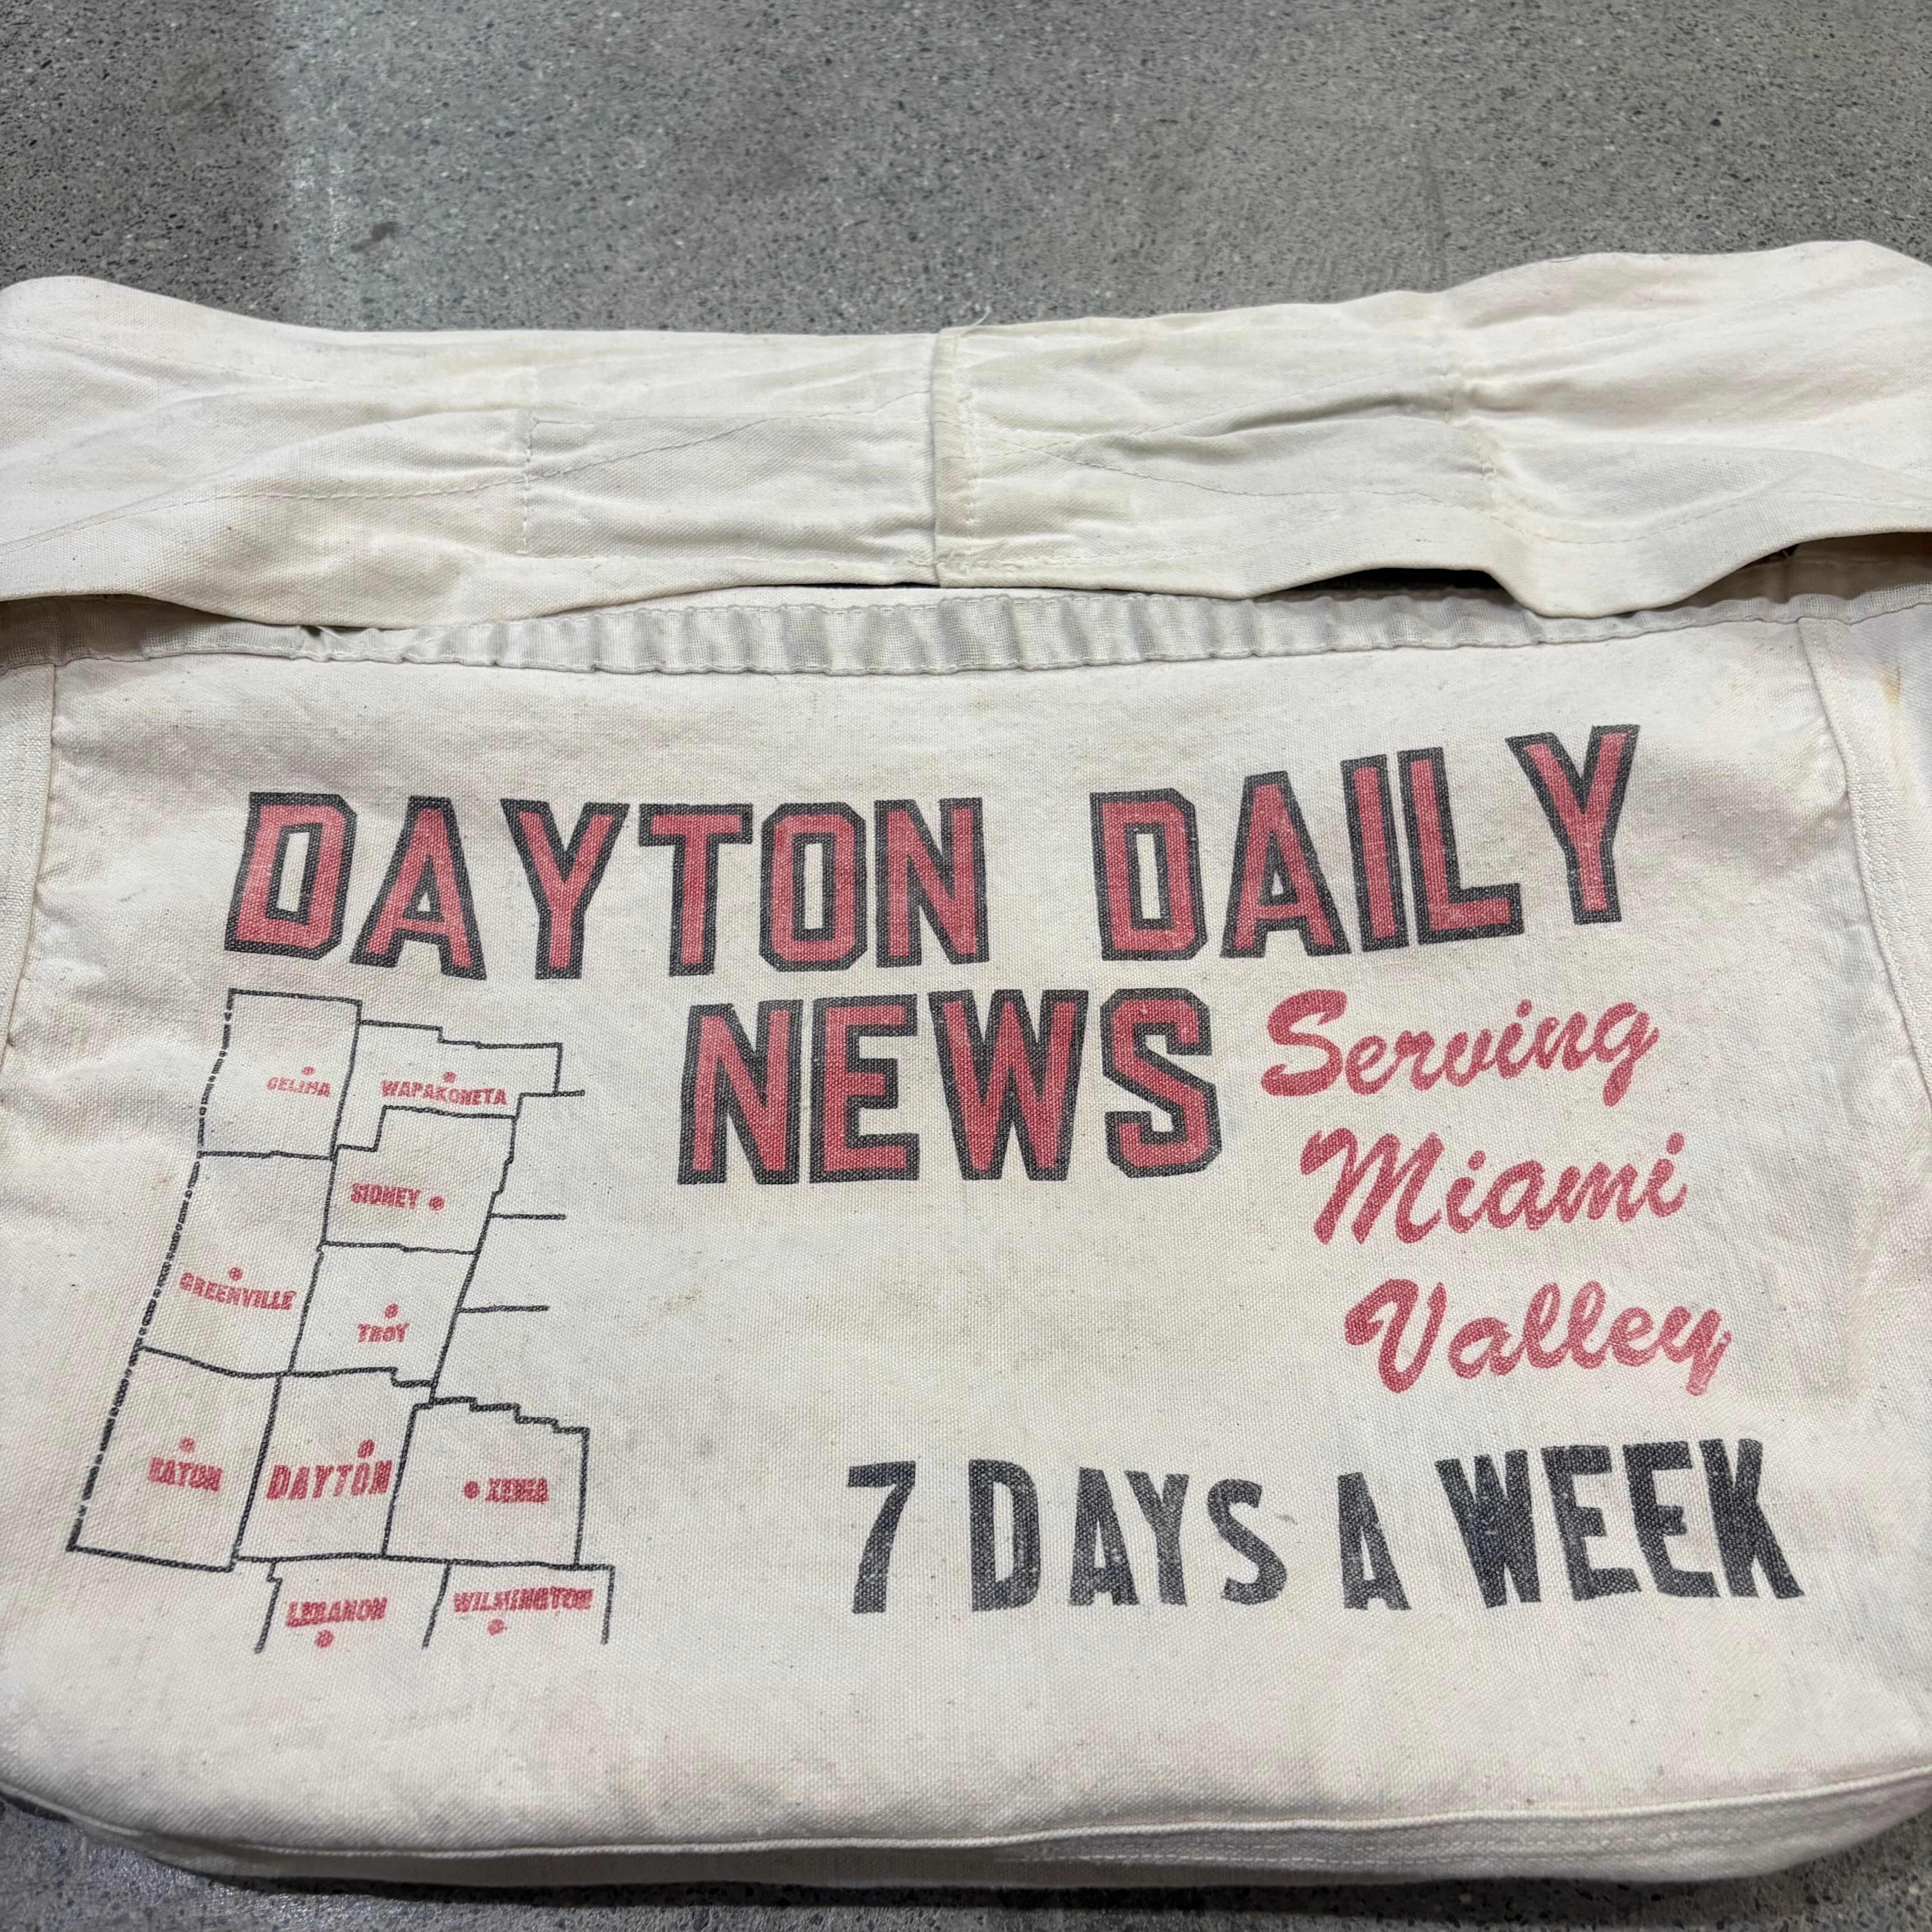 DAYTON DAILY
NEWS
Serving
Miami
Valley
7 DAYS A WEEK
CELINA
WAPAKONETA
SIDNEY
GREENVILLE
TROY
EATON
DAYTON
XENIA
LEBANON
WILMINGTON